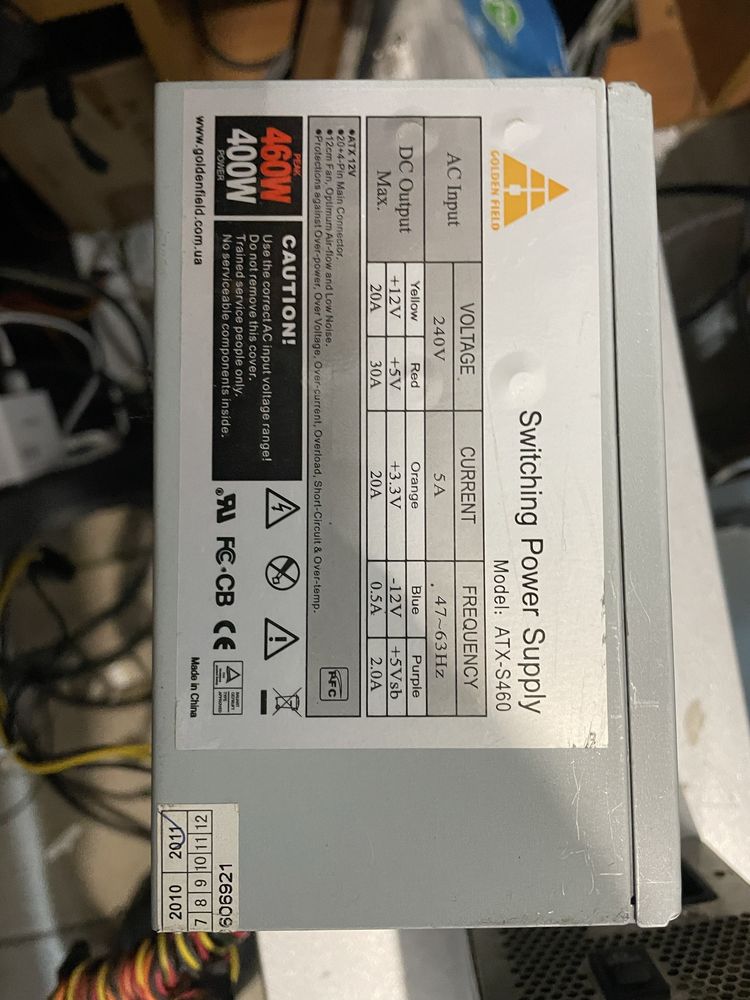 GOLDEN FIELD
Switching Power Supply
Model: ATX-S460
AC Input
VOLTAGE
CURRENT
FREQUENCY
240V
5A
47~63Hz
DC Output
Max.
Yellow
Red
Orange
Blue
Purple
+12V
+5V
+3.3V
-12V
+5Vsb
20A
30A
20A
0.5A
2.0A
●ATX 12V
●20+4-Pin Main Connector.
●12cm Fan, Optimum Air-flow and Low Noise.
●Protections against Over-power, Over Voltage, Over-current, Overload, Short-Circuit & Over-temp.
PFC
PEAK
460W
400W
POWER
CAUTION!
Use the correct AC input voltage range!
Do not remove this cover.
Trained service people only.
No serviceable components inside.
FC CB CE
www.goldenfield.com.ua
Made in China
606921
7 8 9 10 11 12
2010 2011